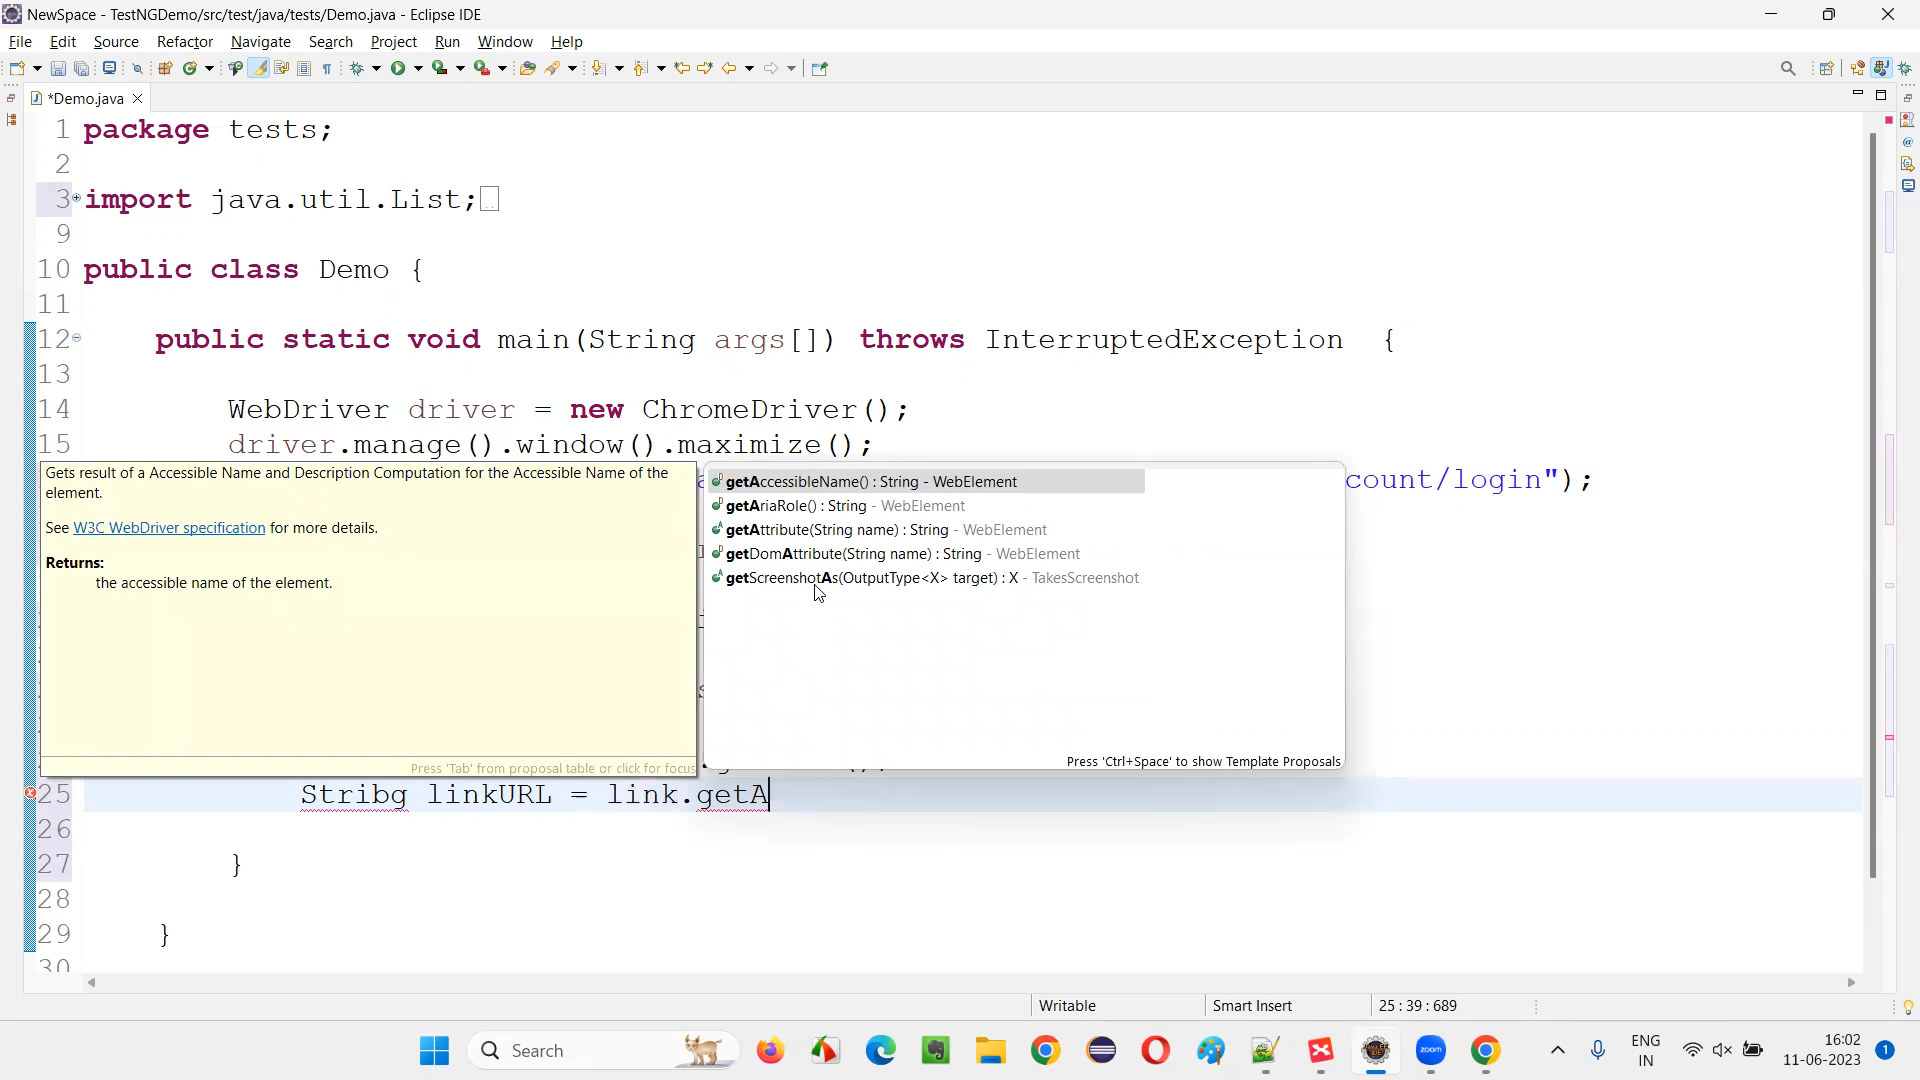 NewSpace - TestNGDemo/src/test/java/tests/Demo.java - Eclipse IDE
File Edit Source Refactor Navigate Search Project Run Window Help
*Demo.java
1 package tests;
2
3 import java.util.List;
9
10 public class Demo {
11
12 public static void main(String args[]) throws InterruptedException {
13
14 WebDriver driver = new ChromeDriver();
15 driver.manage().window().maximize();
count/login");
Gets result of a Accessible Name and Description Computation for the Accessible Name of the
element.
See W3C WebDriver specification for more details.
Returns:
the accessible name of the element.
Press 'Tab' from proposal table or click for focus
getAccessibleName() : String - WebElement
getAriaRole() : String - WebElement
getAttribute(String name) : String - WebElement
getDomAttribute(String name) : String - WebElement
getScreenshotAs(OutputType<X> target) : X - TakesScreenshot
Press 'Ctrl+Space' to show Template Proposals
25 Stribg linkURL = link.getA
26
27 }
28
29 }
30
Writable Smart Insert 25 : 39 : 689
Search
zoom
ENG
IN
16:02
11-06-2023
1